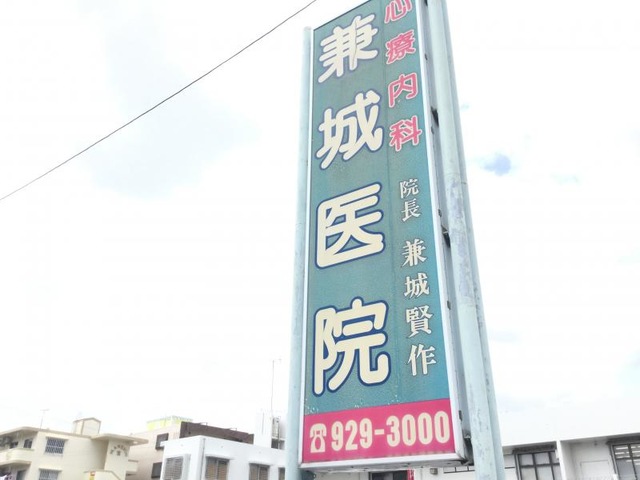 心療内科
兼城医院
院長 兼城賢作
☎929-3000